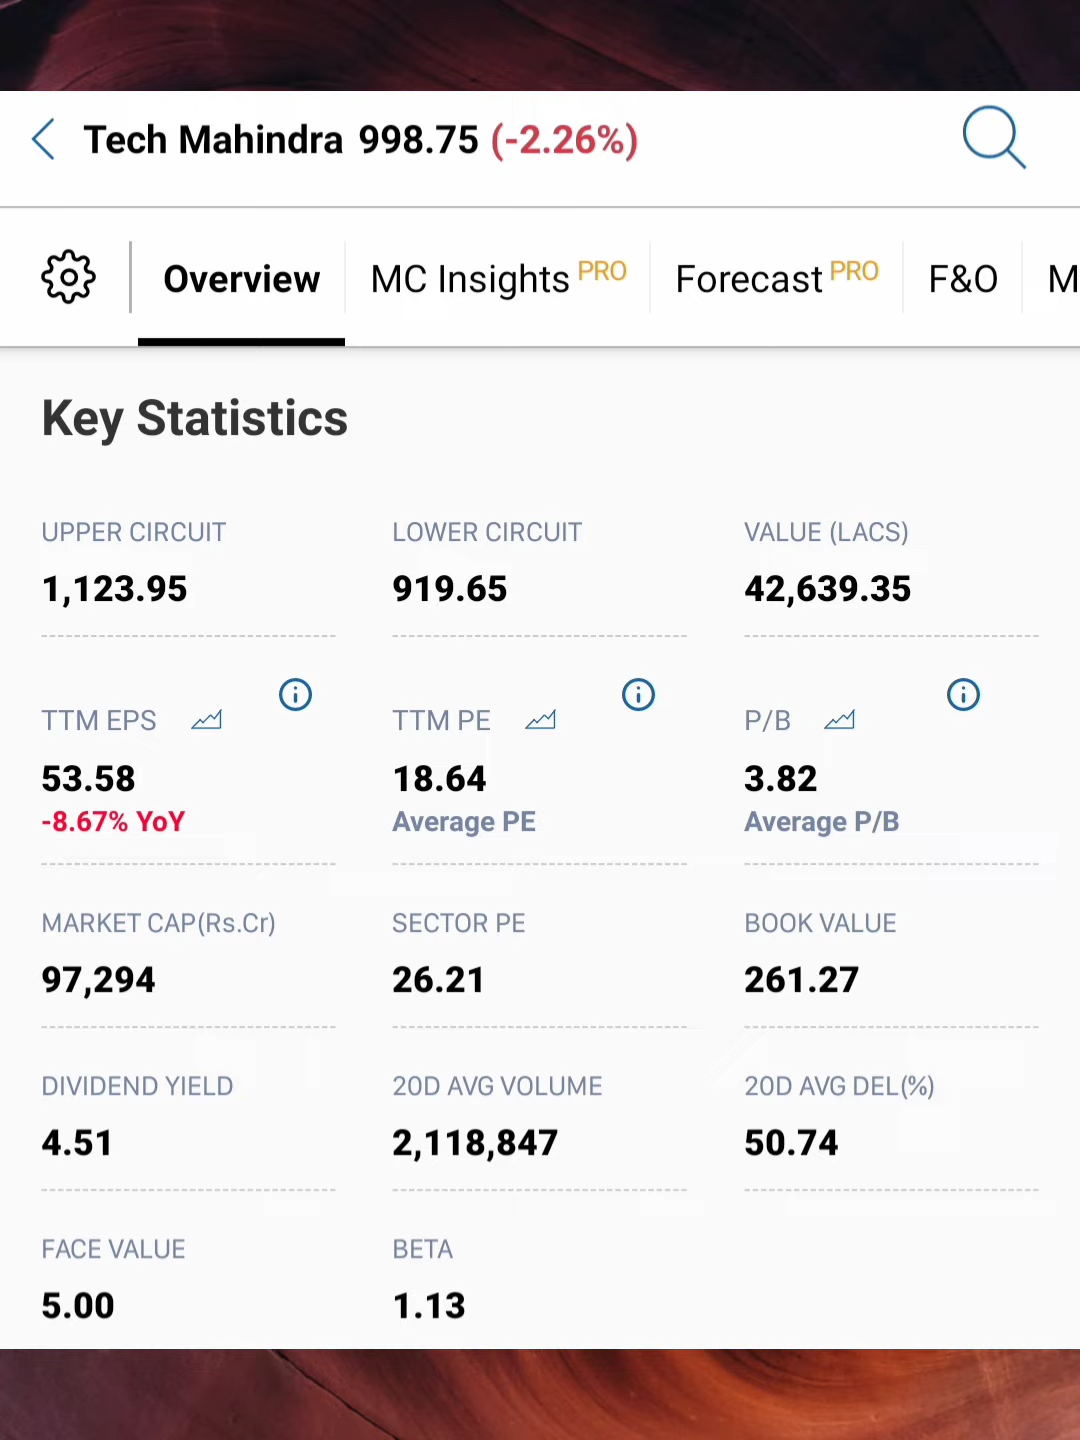 Tech Mahindra 998.75 (-2.26%)
Overview MC Insights PRO Forecast PRO F&O M
Key Statistics
UPPER CIRCUIT LOWER CIRCUIT VALUE (LACS)
1,123.95 919.65 42,639.35
TTM EPS TTM PE P/B
53.58 18.64 3.82
-8.67% YoY Average PE Average P/B
MARKET CAP(Rs.Cr) SECTOR PE BOOK VALUE
97,294 26.21 261.27
DIVIDEND YIELD 20D AVG VOLUME 20D AVG DEL(%)
4.51 2,118,847 50.74
FACE VALUE BETA
5.00 1.13